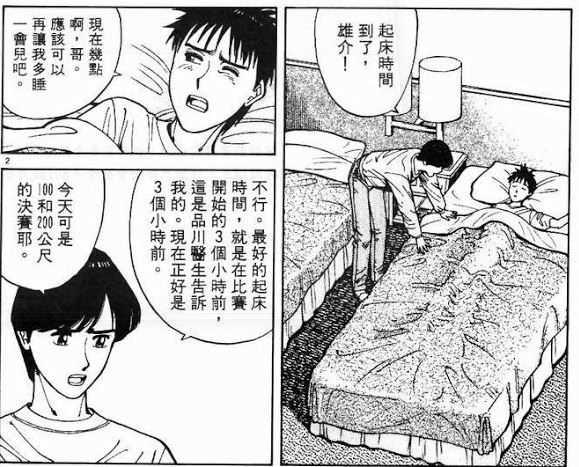 起床時間
到了，
雄介！
現在幾點
啊，哥。
應該可以
再讓我多睡
一會兒吧。
2
不行。最好的起床
時間，就是在比賽
開始的3個小時前，
這是品川醫生告訴
我的。現在正好是
3個小時前。
今天可是
100和200公尺
的決賽耶。